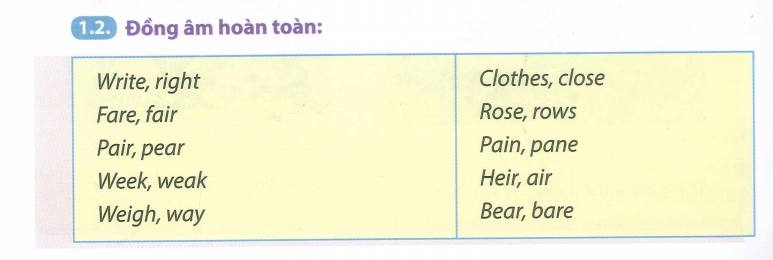 1.2. Đồng âm hoàn toàn:
Write, right
Fare, fair
Pair, pear
Week, weak
Weigh, way
Clothes, close
Rose, rows
Pain, pane
Heir, air
Bear, bare